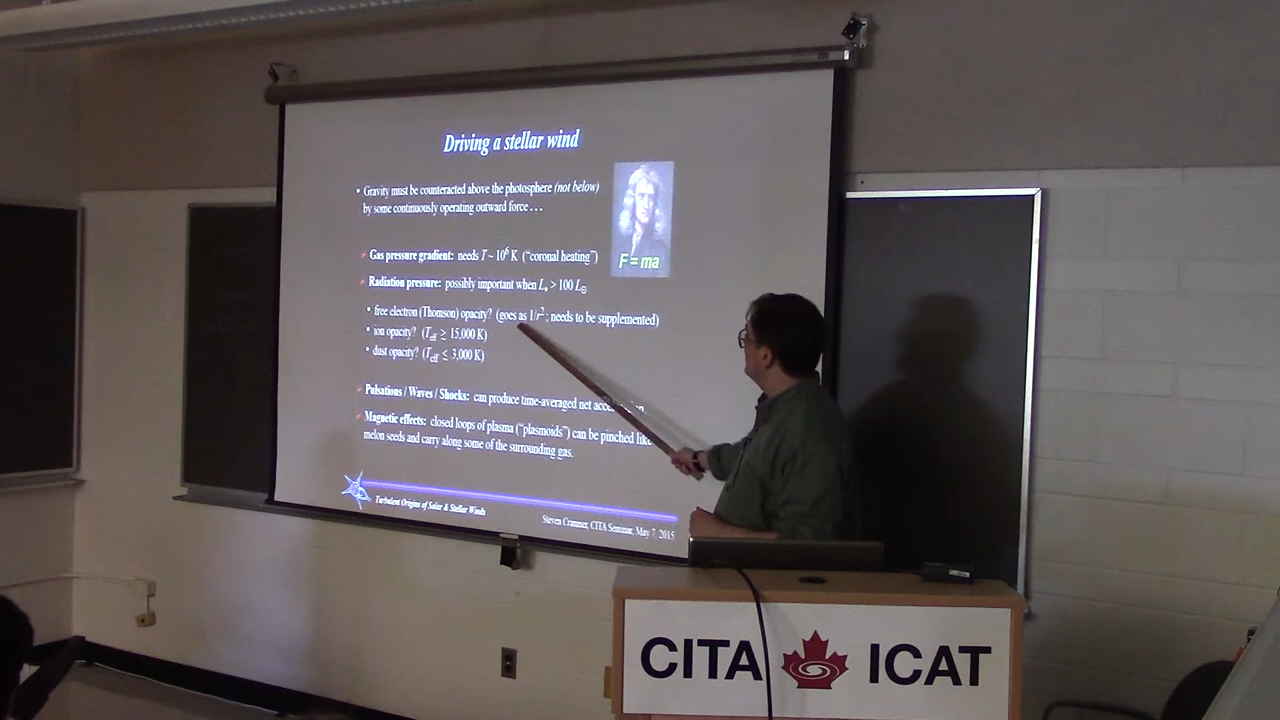 Driving a stellar wind
• Gravity must be counteracted above the photosphere (not below)
by some continuously operating outward force . . .
F = ma
Gas pressure gradient: needs T ~ 10⁶ K ("coronal heating")
Radiation pressure: possibly important when L* > 100 L☉
• free electron (Thomson) opacity? (goes as 1/r²; needs to be supplemented)
• ion opacity? (Teff ≳ 15,000 K)
• dust opacity? (Teff ≲ 3,000 K)
Pulsations / Waves / Shocks: can produce time-averaged net
Magnetic effects: closed loops of plasma ("plasmoids") can be pinched like
melon seeds and carry along some of the surrounding gas.
Turbulent Origins of Solar & Stellar Winds
Steven Cranmer, CITA Seminar, May 7, 2015
CITA ICAT